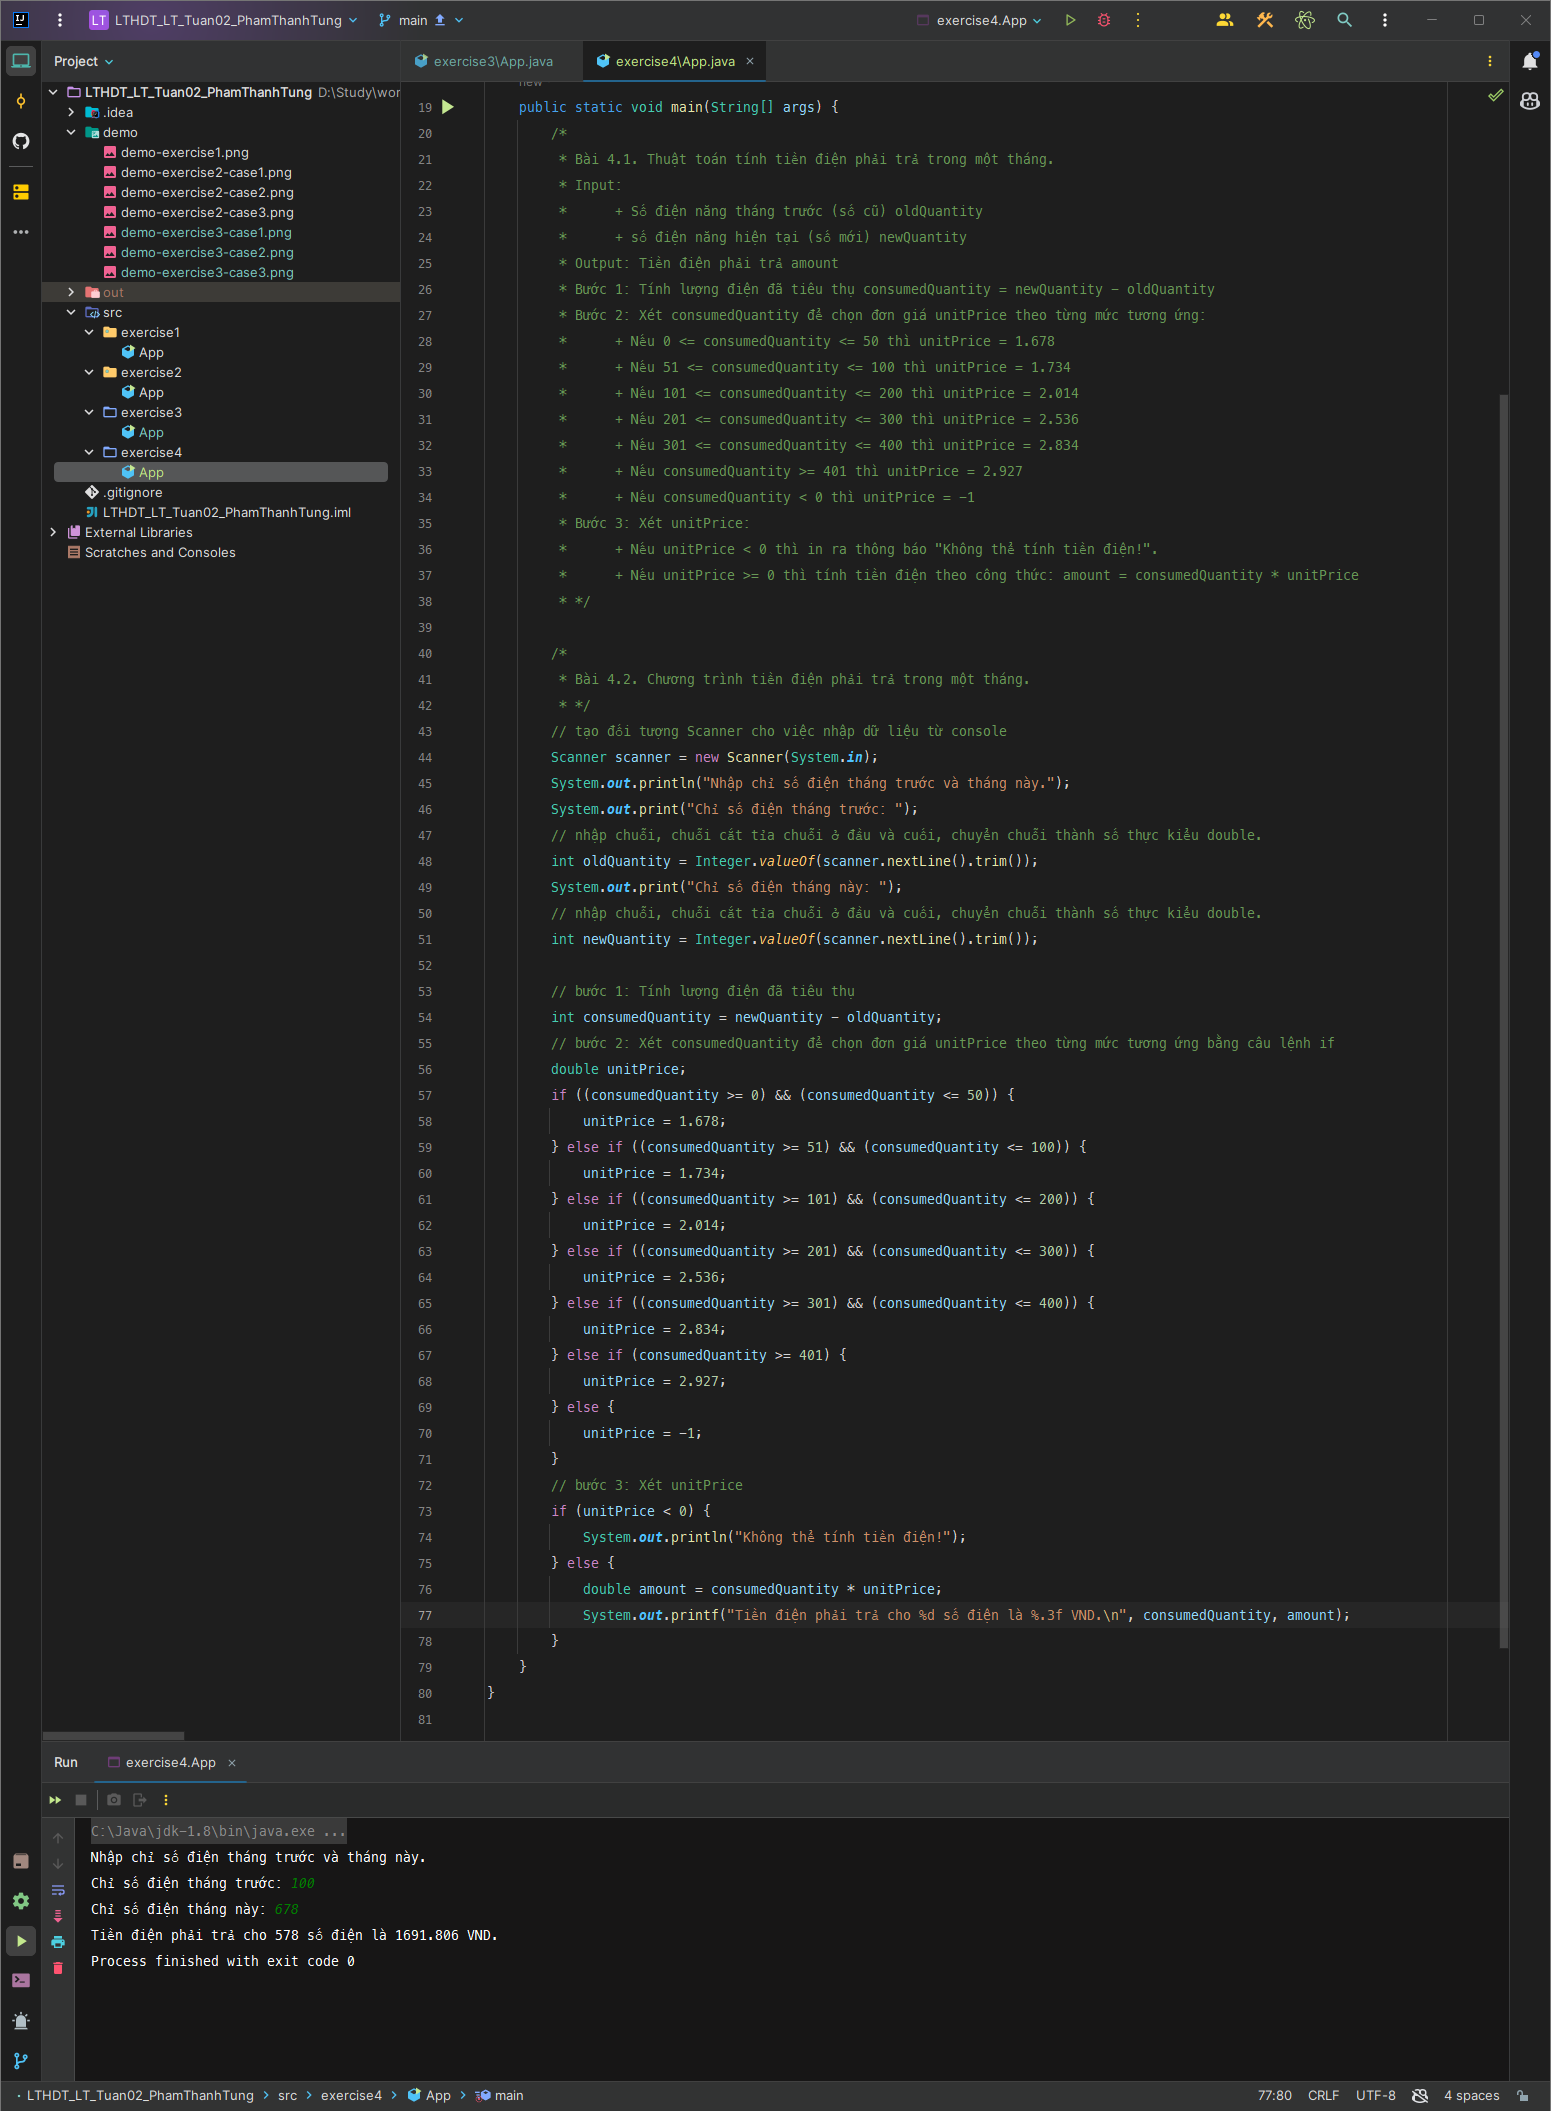 LT LTHDT_LT_Tuan02_PhamThanhTung main exercise4.App
Project
exercise3\App.java exercise4\App.java
LTHDT_LT_Tuan02_PhamThanhTung D:\Study\wor
.idea
demo
demo-exercise1.png
demo-exercise2-case1.png
demo-exercise2-case2.png
demo-exercise2-case3.png
demo-exercise3-case1.png
demo-exercise3-case2.png
demo-exercise3-case3.png
out
src
exercise1
App
exercise2
App
exercise3
App
exercise4
App
.gitignore
LTHDT_LT_Tuan02_PhamThanhTung.iml
External Libraries
Scratches and Consoles
new
19 public static void main(String[] args) {
20 /*
21 * Bài 4.1. Thuật toán tính tiền điện phải trả trong một tháng.
22 * Input:
23 * + Số điện năng tháng trước (số cũ) oldQuantity
24 * + số điện năng hiện tại (số mới) newQuantity
25 * Output: Tiền điện phải trả amount
26 * Bước 1: Tính lượng điện đã tiêu thụ consumedQuantity = newQuantity - oldQuantity
27 * Bước 2: Xét consumedQuantity để chọn đơn giá unitPrice theo từng mức tương ứng:
28 * + Nếu 0 <= consumedQuantity <= 50 thì unitPrice = 1.678
29 * + Nếu 51 <= consumedQuantity <= 100 thì unitPrice = 1.734
30 * + Nếu 101 <= consumedQuantity <= 200 thì unitPrice = 2.014
31 * + Nếu 201 <= consumedQuantity <= 300 thì unitPrice = 2.536
32 * + Nếu 301 <= consumedQuantity <= 400 thì unitPrice = 2.834
33 * + Nếu consumedQuantity >= 401 thì unitPrice = 2.927
34 * + Nếu consumedQuantity < 0 thì unitPrice = -1
35 * Bước 3: Xét unitPrice:
36 * + Nếu unitPrice < 0 thì in ra thông báo "Không thể tính tiền điện!".
37 * + Nếu unitPrice >= 0 thì tính tiền điện theo công thức: amount = consumedQuantity * unitPrice
38 * */
39
40 /*
41 * Bài 4.2. Chương trình tiền điện phải trả trong một tháng.
42 * */
43 // tạo đối tượng Scanner cho việc nhập dữ liệu từ console
44 Scanner scanner = new Scanner(System.in);
45 System.out.println("Nhập chỉ số điện tháng trước và tháng này.");
46 System.out.print("Chỉ số điện tháng trước: ");
47 // nhập chuỗi, chuỗi cắt tỉa chuỗi ở đầu và cuối, chuyển chuỗi thành số thực kiểu double.
48 int oldQuantity = Integer.valueOf(scanner.nextLine().trim());
49 System.out.print("Chỉ số điện tháng này: ");
50 // nhập chuỗi, chuỗi cắt tỉa chuỗi ở đầu và cuối, chuyển chuỗi thành số thực kiểu double.
51 int newQuantity = Integer.valueOf(scanner.nextLine().trim());
52
53 // bước 1: Tính lượng điện đã tiêu thụ
54 int consumedQuantity = newQuantity - oldQuantity;
55 // bước 2: Xét consumedQuantity để chọn đơn giá unitPrice theo từng mức tương ứng bằng câu lệnh if
56 double unitPrice;
57 if ((consumedQuantity >= 0) && (consumedQuantity <= 50)) {
58 unitPrice = 1.678;
59 } else if ((consumedQuantity >= 51) && (consumedQuantity <= 100)) {
60 unitPrice = 1.734;
61 } else if ((consumedQuantity >= 101) && (consumedQuantity <= 200)) {
62 unitPrice = 2.014;
63 } else if ((consumedQuantity >= 201) && (consumedQuantity <= 300)) {
64 unitPrice = 2.536;
65 } else if ((consumedQuantity >= 301) && (consumedQuantity <= 400)) {
66 unitPrice = 2.834;
67 } else if (consumedQuantity >= 401) {
68 unitPrice = 2.927;
69 } else {
70 unitPrice = -1;
71 }
72 // bước 3: Xét unitPrice
73 if (unitPrice < 0) {
74 System.out.println("Không thể tính tiền điện!");
75 } else {
76 double amount = consumedQuantity * unitPrice;
77 System.out.printf("Tiền điện phải trả cho %d số điện là %.3f VND.\n", consumedQuantity, amount);
78 }
79 }
80 }
81
Run exercise4.App
C:\Java\jdk-1.8\bin\java.exe ...
Nhập chỉ số điện tháng trước và tháng này.
Chỉ số điện tháng trước: 100
Chỉ số điện tháng này: 678
Tiền điện phải trả cho 578 số điện là 1691.806 VND.
Process finished with exit code 0
LTHDT_LT_Tuan02_PhamThanhTung > src > exercise4 > App > main 77:80 CRLF UTF-8 4 spaces